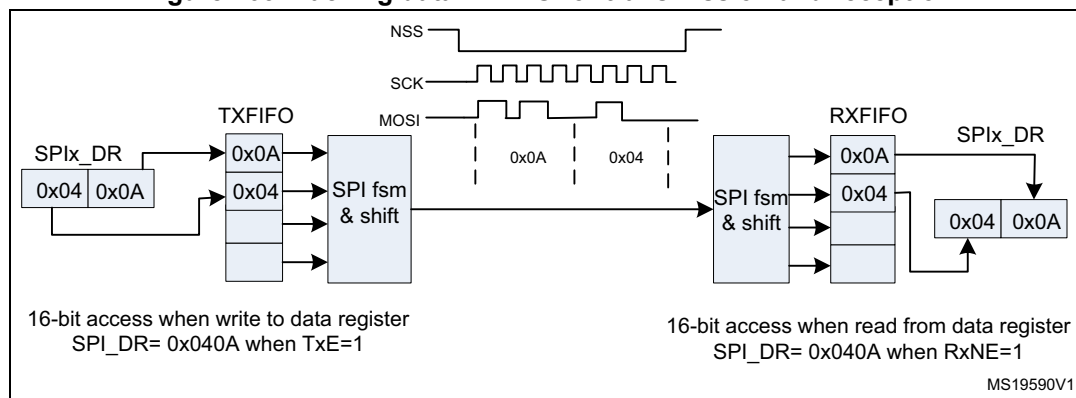 NSS
SCK
MOSI
TXFIFO
RXFIFO
SPIx_DR
SPIx_DR
0x0A
0x0A
0x04
0x0A
0x04
0x04 0x0A
0x04
SPI fsm
& shift
SPI fsm
& shift
0x04
0x04 0x0A
16-bit access when write to data register
SPI_DR= 0x040A when TxE=1
16-bit access when read from data register
SPI_DR= 0x040A when RxNE=1
MS19590V1